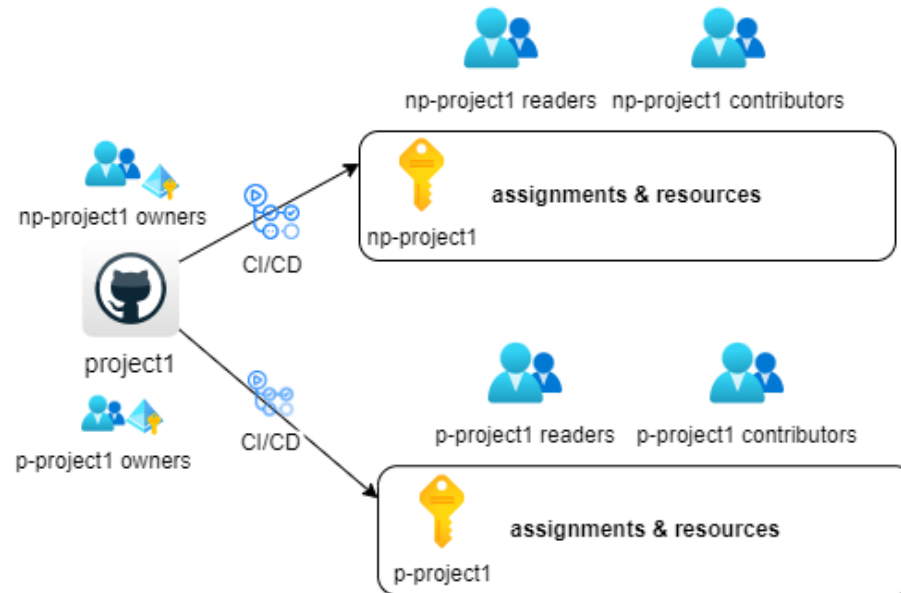 np-project1 readers
np-project1 contributors
np-project1 owners
assignments & resources
np-project1
CI/CD
project1
p-project1 readers
p-project1 contributors
CI/CD
p-project1 owners
assignments & resources
p-project1